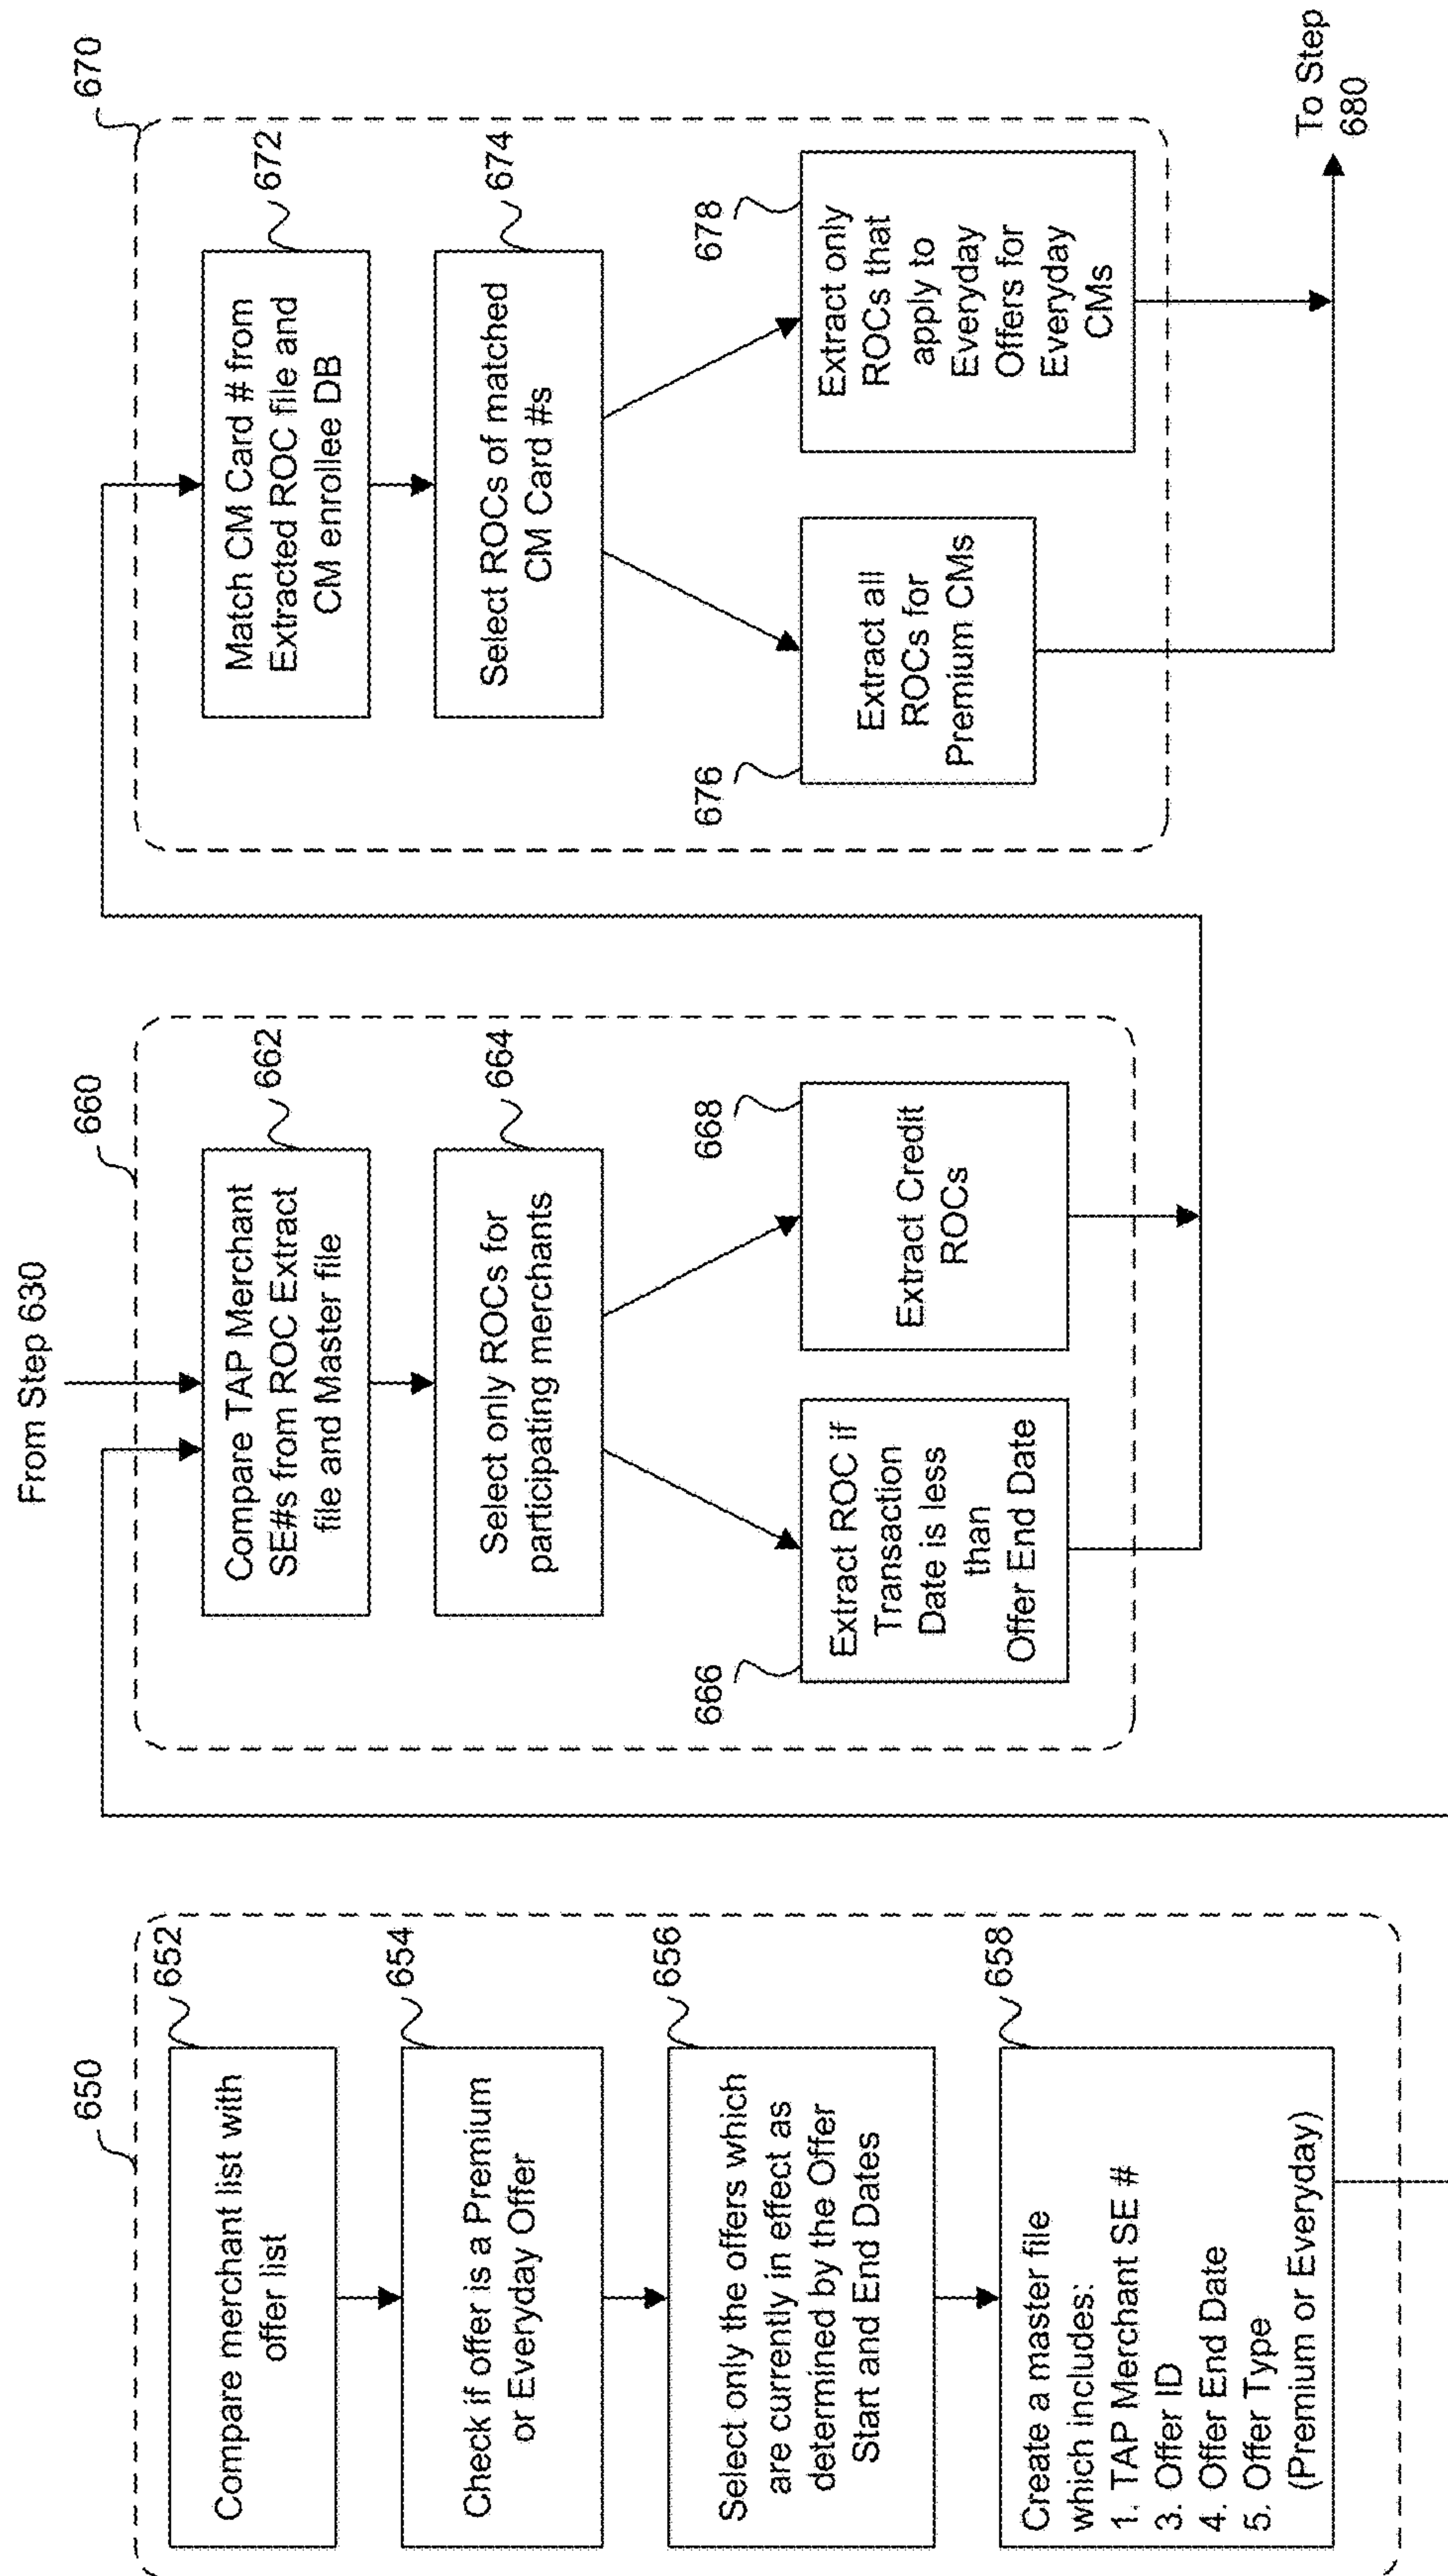 650
652
Compare merchant list with
offer list
654
Check if offer is a Premium
or Everyday Offer
656
Select only the offers which
are currently in effect as
determined by the Offer
Start and End Dates
658
Create a master file
which includes:
1. TAP Merchant SE #
3. Offer ID
4. Offer End Date
5. Offer Type
(Premium or Everyday)
From Step 630
660
662
Compare TAP Merchant
SE#s from ROC Extract
file and Master file
664
Select only ROCs for
participating merchants
666
Extract ROC if
Transaction
Date is less
than
Offer End Date
668
Extract Credit
ROCs
670
672
Match CM Card # from
Extracted ROC file and
CM enrollee DB
674
Select ROCs of matched
CM Card #s
676
Extract all
ROCs for
Premium CMs
678
Extract only
ROCs that
apply to
Everyday
Offers for
Everyday
CMs
To Step
680